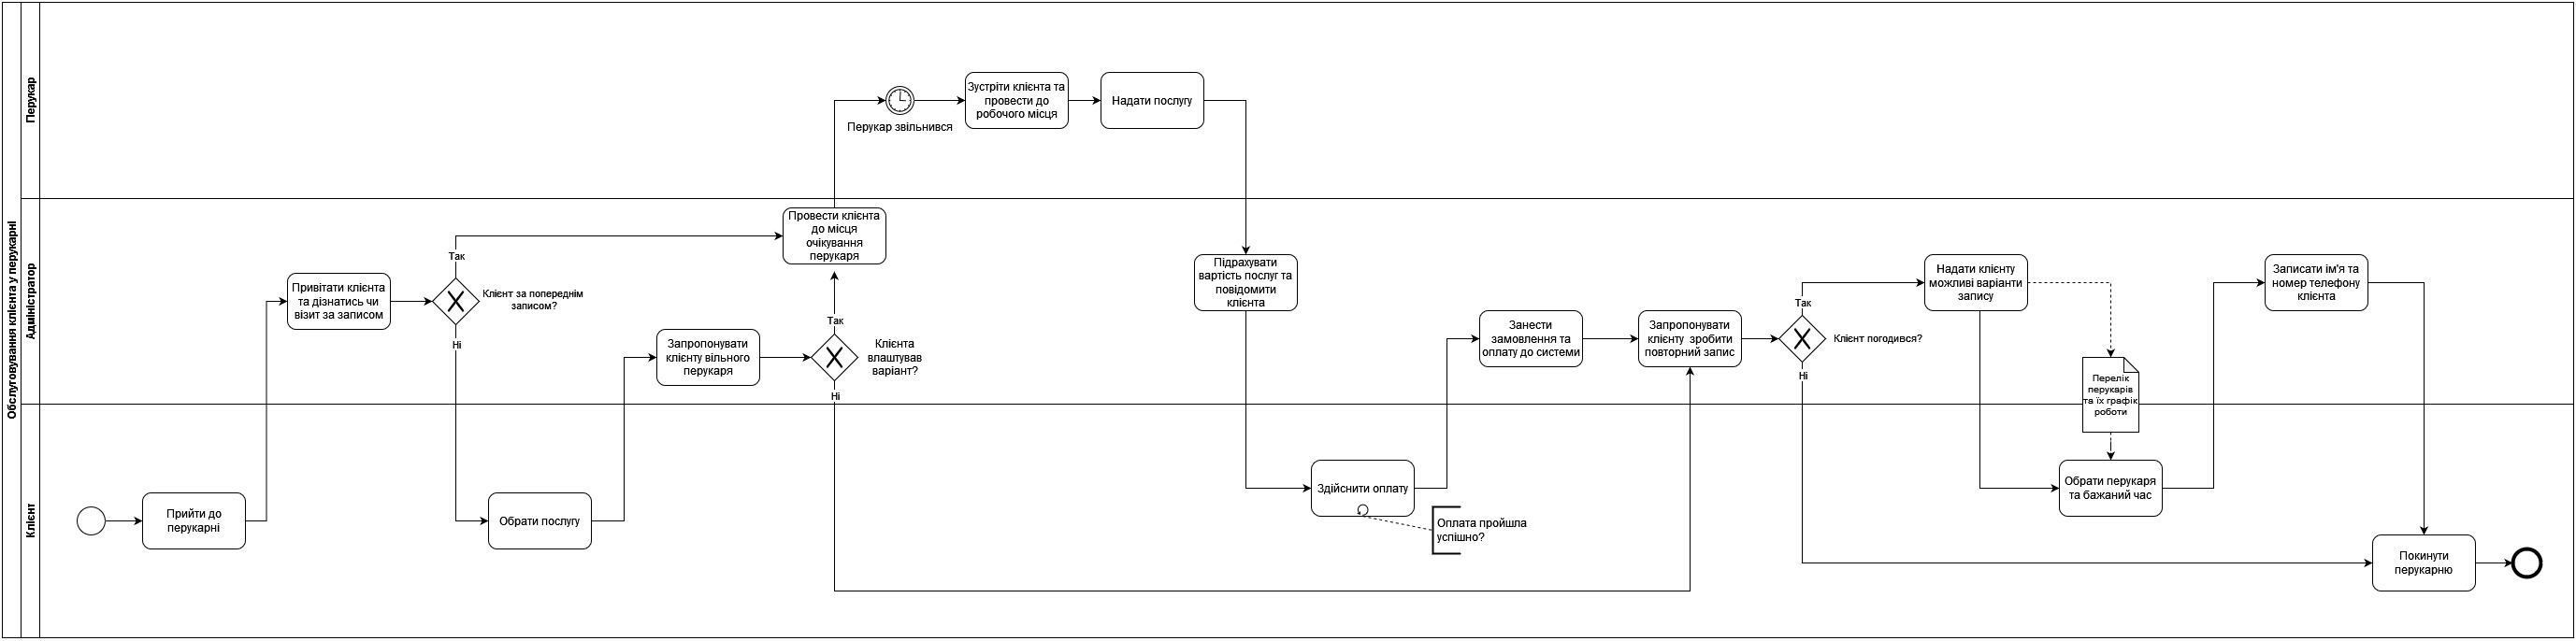 Обслуговування клієнта у перукарні
Перукар
Перукар звільнився
Зустріти клієнта та
провести до
робочого місця
Надати послугу
Адміністратор
Привітати клієнта
та дізнатись чи
візит за записом
Так
Клієнт за попереднім
записом?
Ні
Запропонувати
клієнту вільного
перукаря
Провести клієнта
до місця
очікування
перукаря
Так
Клієнта
влаштував
варіант?
Ні
Підрахувати
вартість послуг та
повідомити
клієнта
Занести
замовлення та
оплату до системи
Запропонувати
клієнту зробити
повторний запис
Так
Клієнт погодився?
Ні
Надати клієнту
можливі варіанти
запису
Перелік
перукарів
та їх графік
роботи
Записати ім'я та
номер телефону
клієнта
Клієнт
Прийти до
перукарні
Обрати послугу
Здійснити оплату
Оплата пройшла
успішно?
Обрати перукаря
та бажаний час
Покинути
перукарню